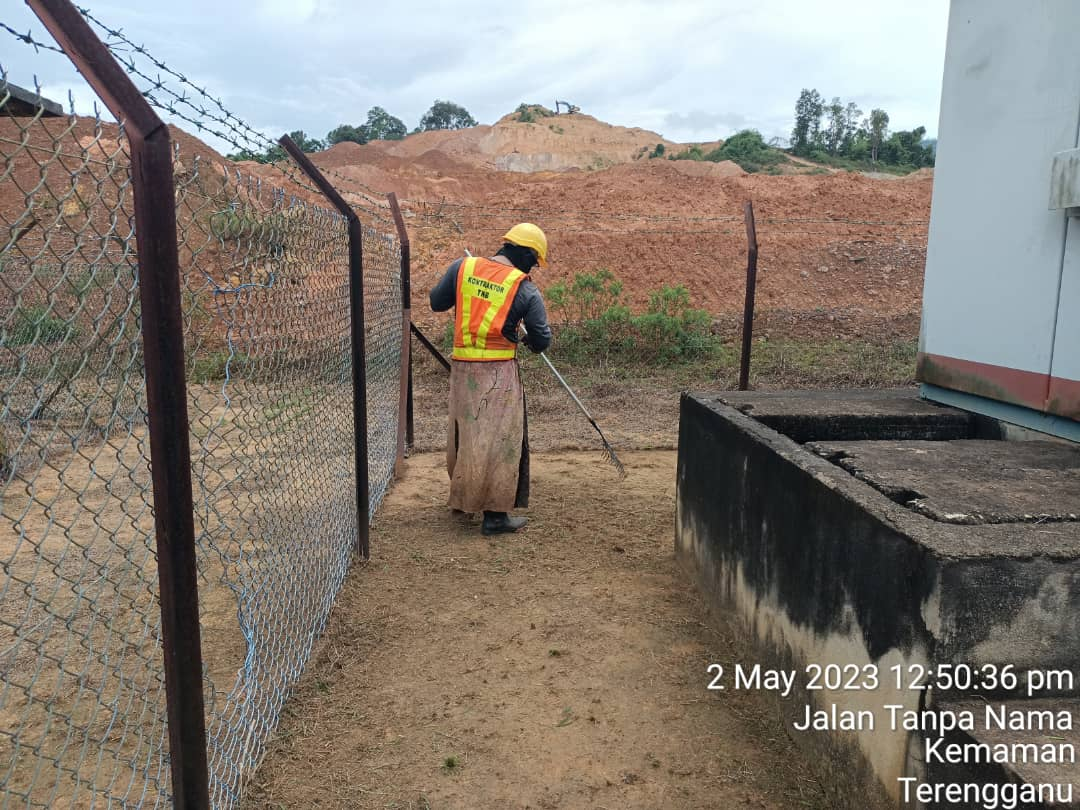 KONTRAKTOR
TNB
2 May 2023 12:50:36 pm
Jalan Tanpa Nama
Kemaman
Terengganu